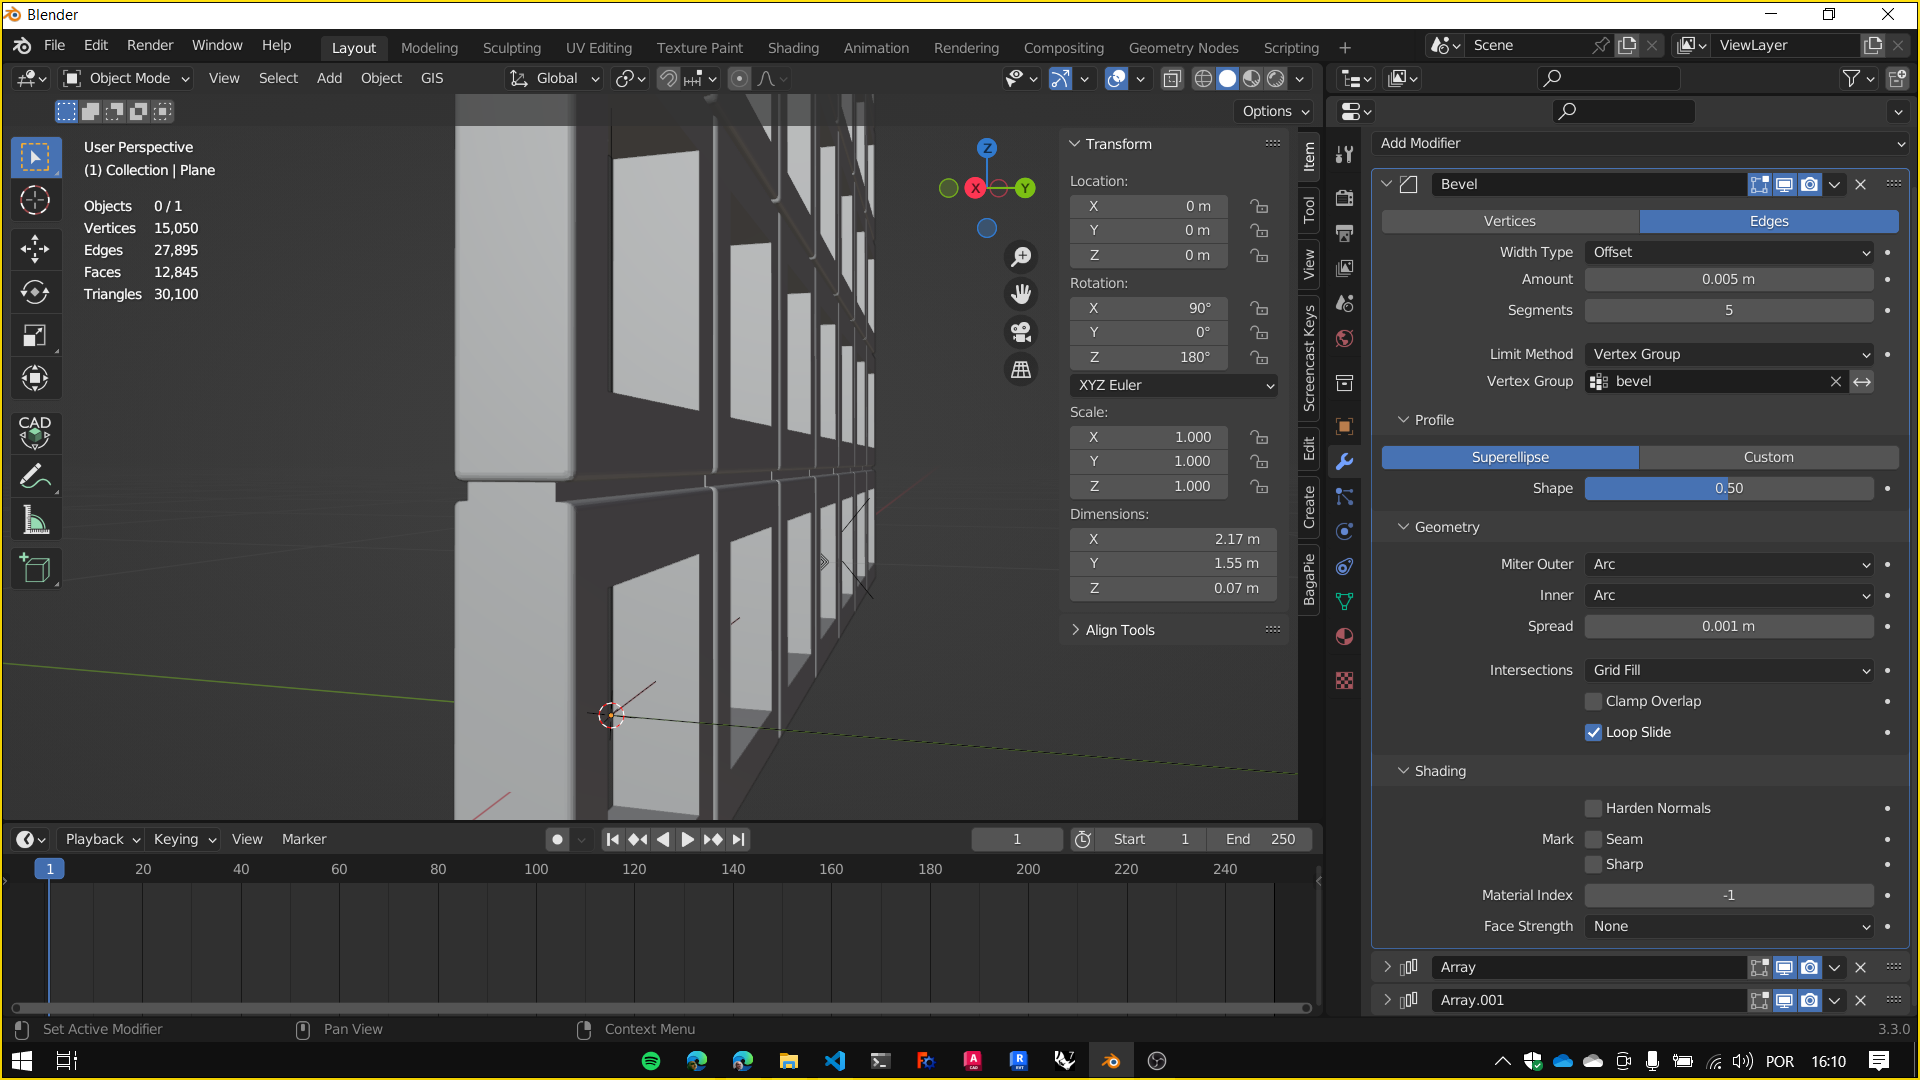 Blender
File Edit Render Window Help
Layout Modeling Sculpting UV Editing Texture Paint Shading Animation Rendering Compositing Geometry Nodes Scripting
Scene
ViewLayer
Object Mode View Select Add Object GIS
Global
Options
User Perspective
(1) Collection | Plane
Objects 0 / 1
Vertices 15,050
Edges 27,895
Faces 12,845
Triangles 30,100
CAD
Z
X
Y
Transform
Location:
X 0 m
Y 0 m
Z 0 m
Rotation:
X 90°
Y 0°
Z 180°
XYZ Euler
Scale:
X 1.000
Y 1.000
Z 1.000
Dimensions:
X 2.17 m
Y 1.55 m
Z 0.07 m
Align Tools
Item
Tool
View
Screencast Keys
Edit
Create
BagaPie
Add Modifier
Bevel
Vertices Edges
Width Type Offset
Amount 0.005 m
Segments 5
Limit Method Vertex Group
Vertex Group bevel
Profile
Superellipse Custom
Shape 0.50
Geometry
Miter Outer Arc
Inner Arc
Spread 0.001 m
Intersections Grid Fill
Clamp Overlap
Loop Slide
Shading
Harden Normals
Mark Seam
Sharp
Material Index -1
Face Strength None
Array
Array.001
Playback Keying View Marker
1
Start 1
End 250
1 20 40 60 80 100 120 140 160 180 200 220 240
Set Active Modifier
Pan View
Context Menu
3.3.0
POR 16:10